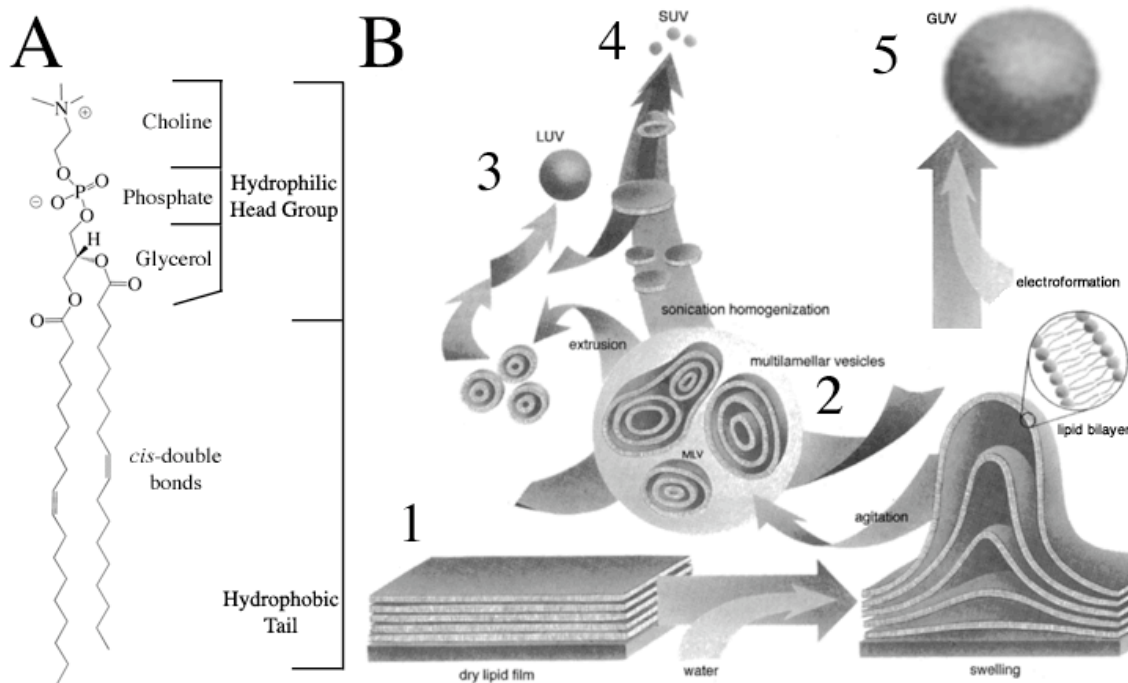 A
N
⊕
Choline
O
P
O
O
⊖
O
Phosphate
H
O
Glycerol
O
O
O
Hydrophilic
Head Group
cis-double
bonds
Hydrophobic
Tail
B
1
dry lipid film
water
swelling
lipid bilayer
agitation
2
multilamellar vesicles
MLV
extrusion
3
LUV
sonication homogenization
4
SUV
5
GUV
electroformation